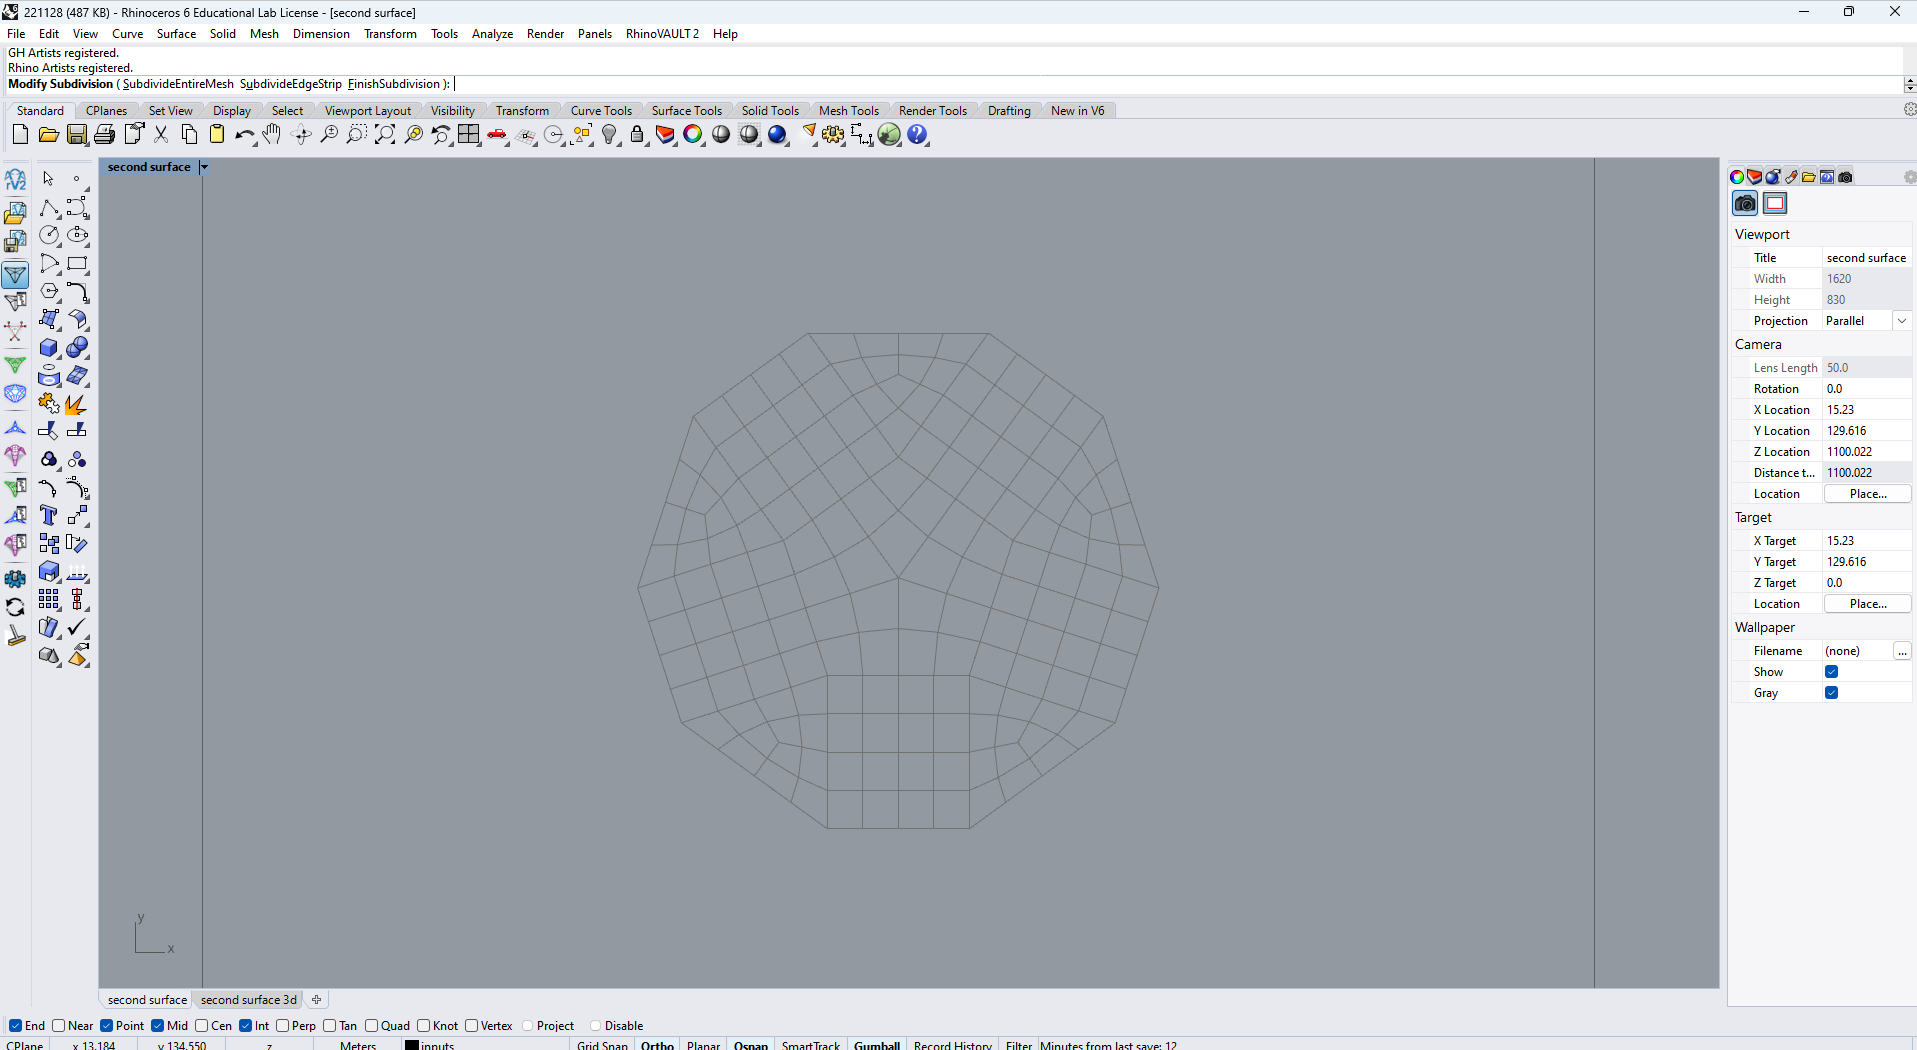 221128 (487 KB) - Rhinoceros 6 Educational Lab License - [second surface]
File Edit View Curve Surface Solid Mesh Dimension Transform Tools Analyze Render Panels RhinoVAULT 2 Help
GH Artists registered.
Rhino Artists registered.
Modify Subdivision ( SubdivideEntireMesh SubdivideEdgeStrip FinishSubdivision ):
Standard CPlanes Set View Display Select Viewport Layout Visibility Transform Curve Tools Surface Tools Solid Tools Mesh Tools Render Tools Drafting New in V6
second surface
rV2
Viewport
Title second surface
Width 1620
Height 830
Projection Parallel
Camera
Lens Length 50.0
Rotation 0.0
X Location 15.23
Y Location 129.616
Z Location 1100.022
Distance t... 1100.022
Location Place...
Target
X Target 15.23
Y Target 129.616
Z Target 0.0
Location Place...
Wallpaper
Filename (none) ...
Show
Gray
y
x
second surface second surface 3d
End Near Point Mid Cen Int Perp Tan Quad Knot Vertex Project Disable
CPlane x 13.184 y 134.550 z Meters inputs Grid Snap Ortho Planar Osnap SmartTrack Gumball Record History Filter Minutes from last save: 12